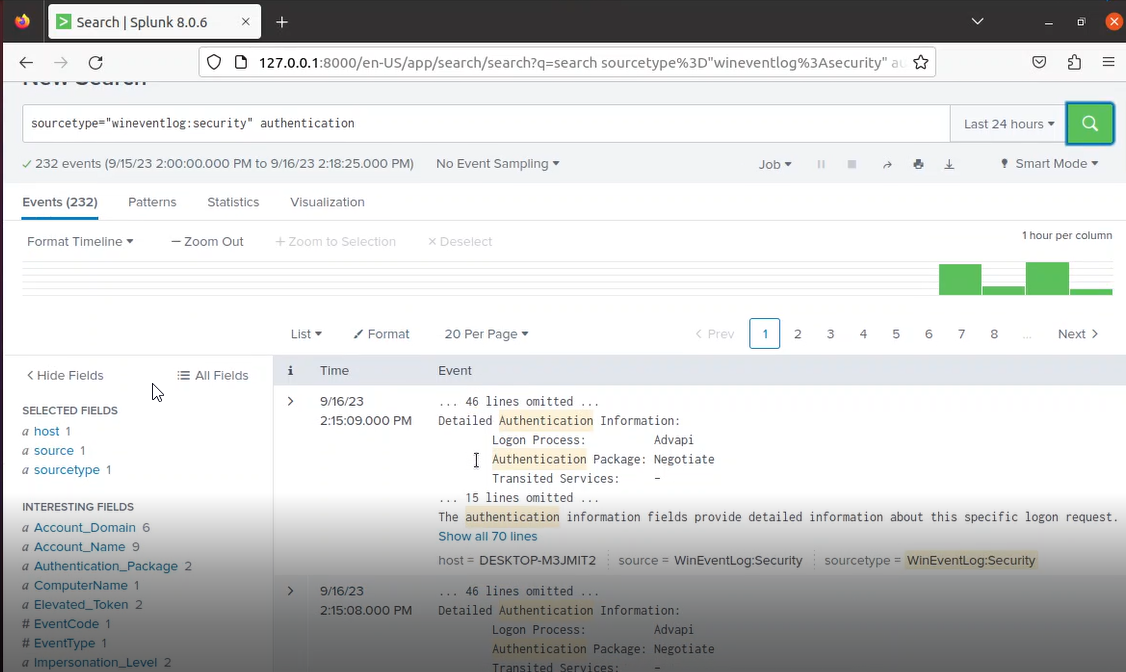 Search | Splunk 8.0.6
127.0.0.1:8000/en-US/app/search/search?q=search sourcetype%3D"wineventlog%3Asecurity" au
New Search
sourcetype="wineventlog:security" authentication
Last 24 hours
232 events (9/15/23 2:00:00.000 PM to 9/16/23 2:18:25.000 PM)
No Event Sampling
Job
Smart Mode
Events (232)
Patterns
Statistics
Visualization
Format Timeline
— Zoom Out
+ Zoom to Selection
× Deselect
1 hour per column
List
Format
20 Per Page
< Prev
1
2
3
4
5
6
7
8
...
Next >
< Hide Fields
All Fields
SELECTED FIELDS
a host 1
a source 1
a sourcetype 1
INTERESTING FIELDS
a Account_Domain 6
a Account_Name 9
a Authentication_Package 2
a ComputerName 1
a Elevated_Token 2
# EventCode 1
# EventType 1
a Impersonation_Level 2
i
Time
Event
>
9/16/23
2:15:09.000 PM
... 46 lines omitted ...
Detailed Authentication Information:
Logon Process: Advapi
Authentication Package: Negotiate
Transited Services: -
... 15 lines omitted ...
The authentication information fields provide detailed information about this specific logon request.
Show all 70 lines
host = DESKTOP-M3JMIT2
source = WinEventLog:Security
sourcetype = WinEventLog:Security
>
9/16/23
2:15:08.000 PM
... 46 lines omitted ...
Detailed Authentication Information:
Logon Process: Advapi
Authentication Package: Negotiate
Transited Services: -